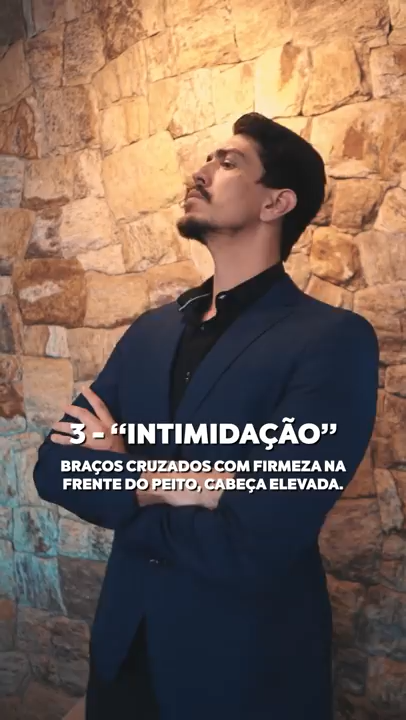 3 - “INTIMIDAÇÃO”
BRAÇOS CRUZADOS COM FIRMEZA NA
FRENTE DO PEITO, CABEÇA ELEVADA.